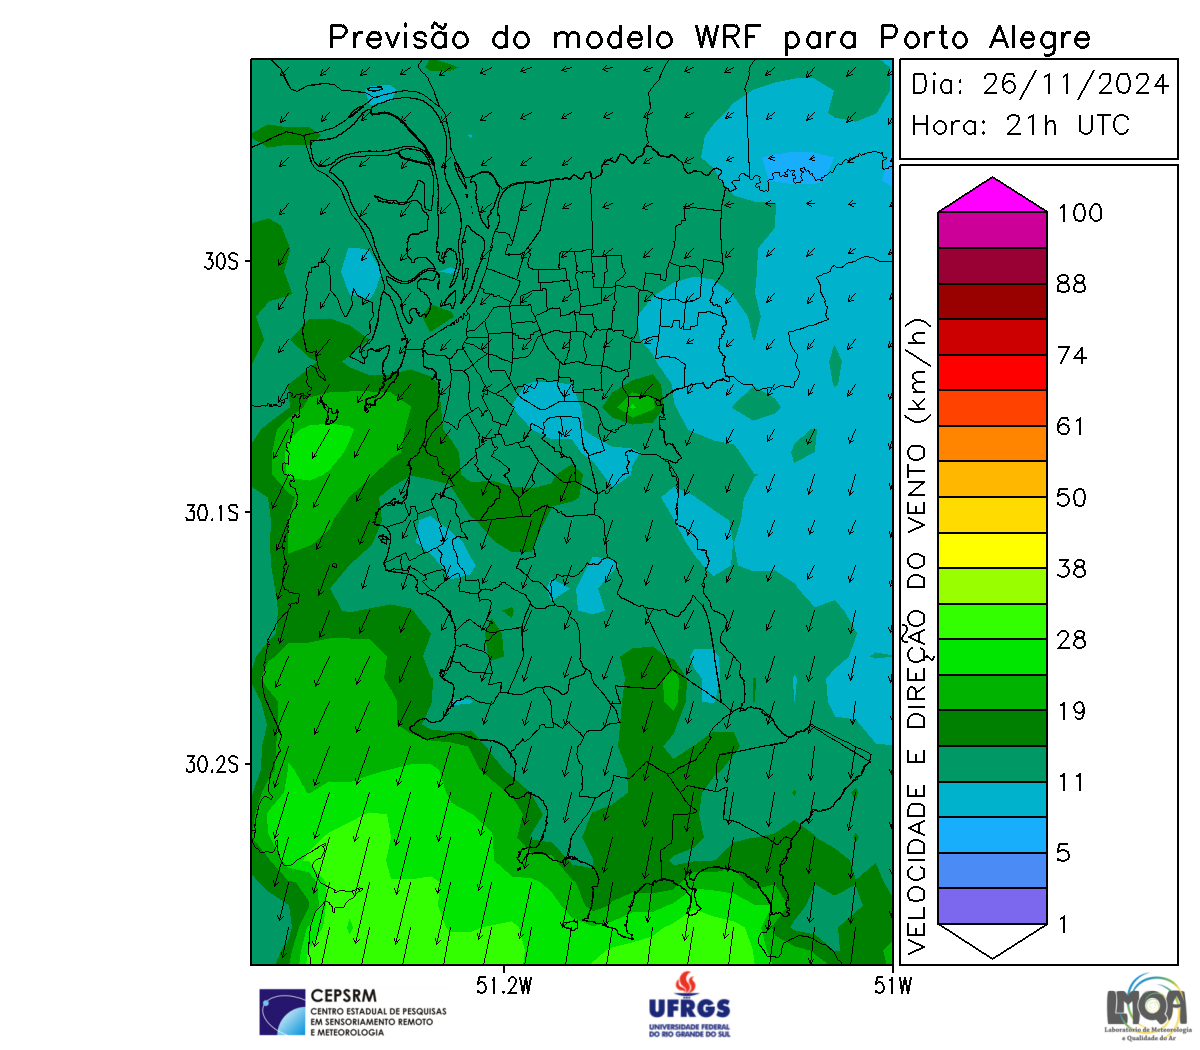 Previsão do modelo WRF para Porto Alegre
Dia: 26/11/2024
Hora: 21h UTC
30S
30.1S
30.2S
51.2W
51W
VELOCIDADE E DIREÇÃO DO VENTO (km/h)
100
88
74
61
50
38
28
19
11
5
1
CEPSRM
CENTRO ESTADUAL DE PESQUISAS
EM SENSORIAMENTO REMOTO
E METEOROLOGIA
UFRGS
UNIVERSIDADE FEDERAL
DO RIO GRANDE DO SUL
LMQA
Laboratório de Meteorologia
e Qualidade do Ar